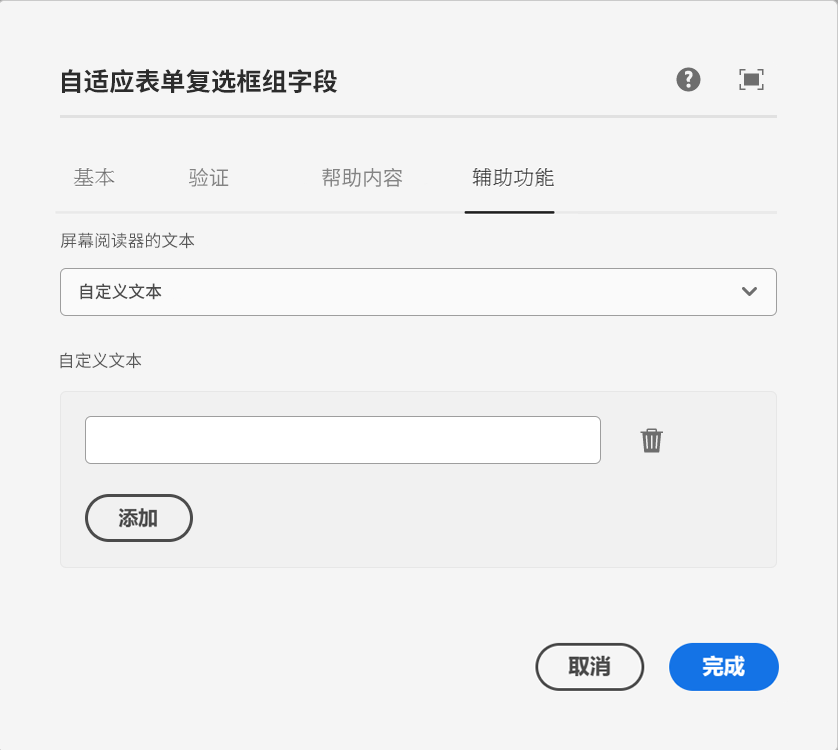 自适应表单复选框组字段
基本 验证 帮助内容 辅助功能
屏幕阅读器的文本
自定义文本
自定义文本
添加
取消 完成